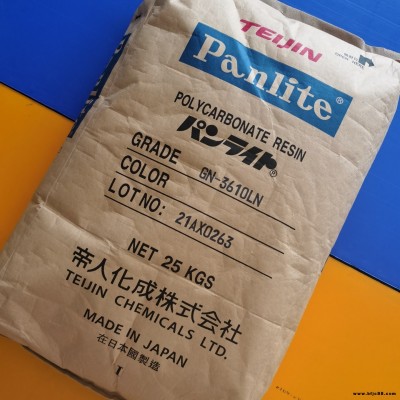 TEIJIN
Panlite®
POLYCARBONATE RESIN
パンライト®
GRADE GN-3610LN
COLOR
LOT NO: 21AX0263
NET 25 KGS
帝人化成株式会社
TEIJIN CHEMICALS LTD.
MADE IN JAPAN
在日本國製造
I